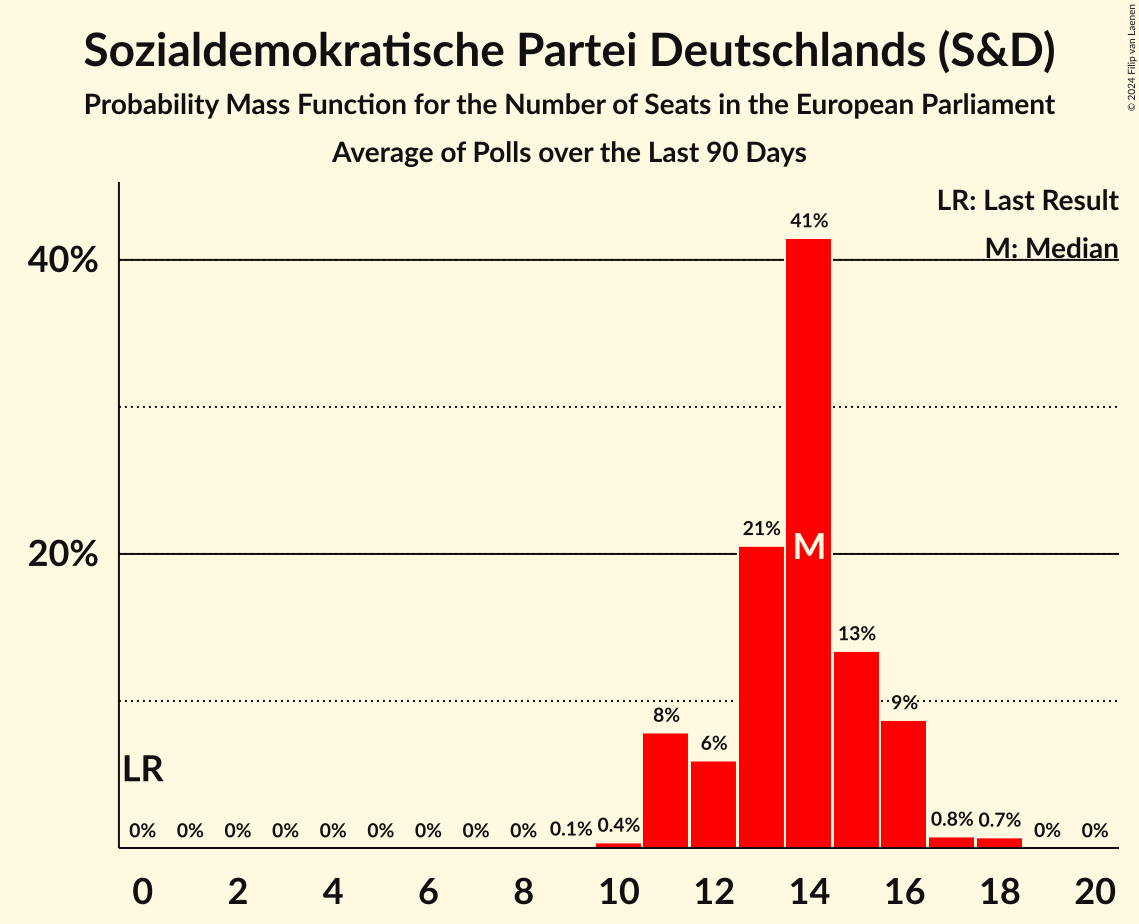 Sozialdemokratische Partei Deutschlands (S&D)
Probability Mass Function for the Number of Seats in the European Parliament
Average of Polls over the Last 90 Days
© 2024 Filip van Laenen
LR: Last Result
M: Median
40%
20%
41%
21%
M
13%
9%
8%
6%
LR
0% 0% 0% 0% 0% 0% 0% 0% 0% 0.1% 0.4% 0.8% 0.7% 0% 0%
0 2 4 6 8 10 12 14 16 18 20